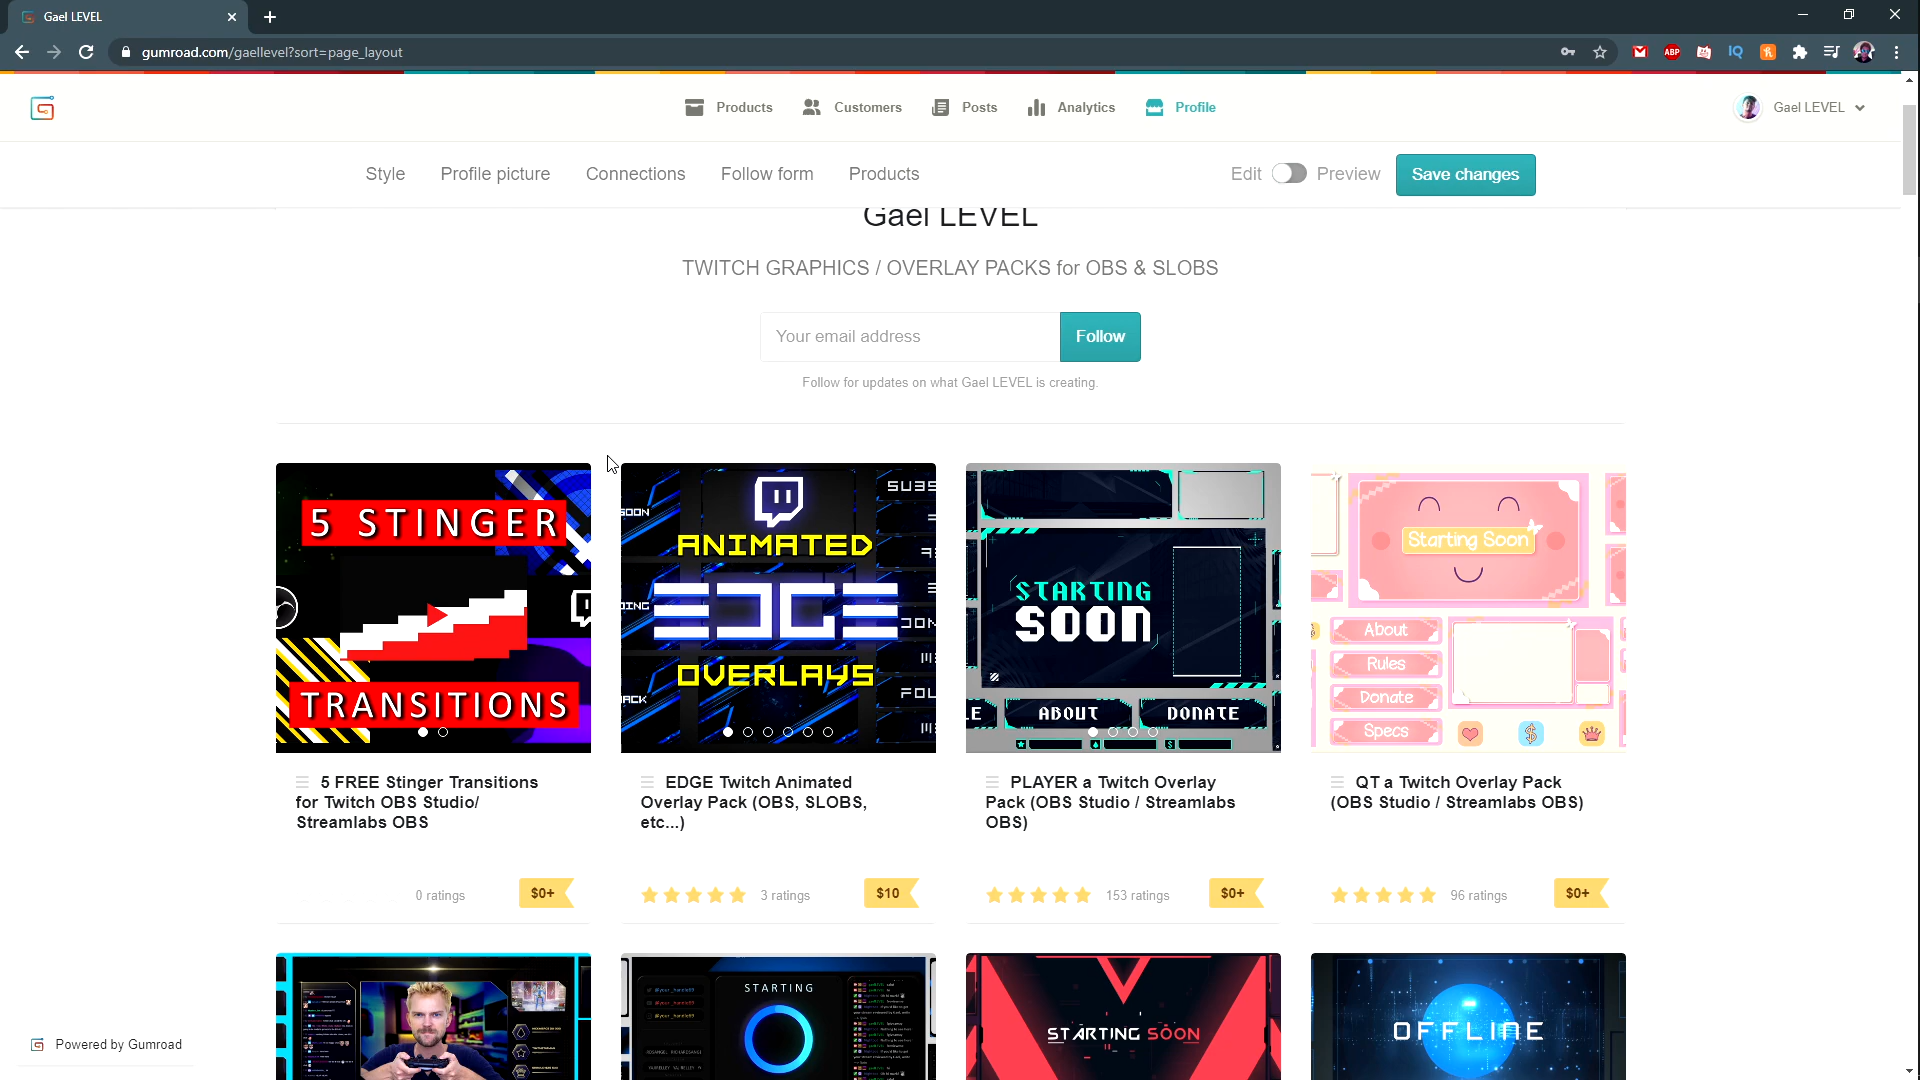 Gael LEVEL
gumroad.com/gaellevel?sort=page_layout
ABP
IQ
Products
Customers
Posts
Analytics
Profile
Gael LEVEL
Style
Profile picture
Connections
Follow form
Products
Edit
Preview
Save changes
Gael LEVEL
TWITCH GRAPHICS / OVERLAY PACKS for OBS & SLOBS
Your email address
Follow
Follow for updates on what Gael LEVEL is creating.
5 STINGER
TRANSITIONS
ANIMATED
EDGE
OVERLAYS
STARTING
SOON
ABOUT
DONATE
Starting Soon
About
Rules
Donate
Specs
5 FREE Stinger Transitions
for Twitch OBS Studio/
Streamlabs OBS
EDGE Twitch Animated
Overlay Pack (OBS, SLOBS,
etc...)
PLAYER a Twitch Overlay
Pack (OBS Studio / Streamlabs
OBS)
QT a Twitch Overlay Pack
(OBS Studio / Streamlabs OBS)
0 ratings
$0+
3 ratings
$10
153 ratings
$0+
96 ratings
$0+
STARTING
STARTING SOON
OFFLINE
Powered by Gumroad